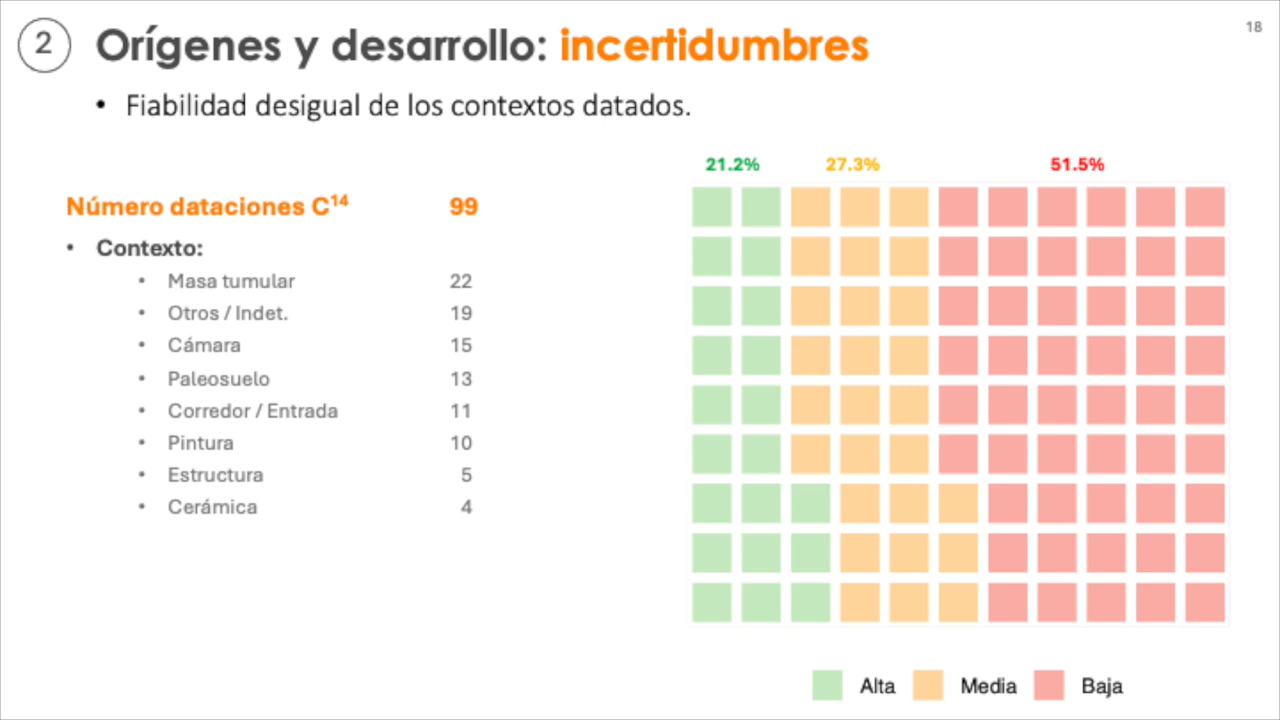 18
2 Orígenes y desarrollo: incertidumbres
• Fiabilidad desigual de los contextos datados.
21.2% 27.3% 51.5%
Número dataciones C¹⁴ 99
• Contexto:
• Masa tumular 22
• Otros / Indet. 19
• Cámara 15
• Paleosuelo 13
• Corredor / Entrada 11
• Pintura 10
• Estructura 5
• Cerámica 4
Alta Media Baja